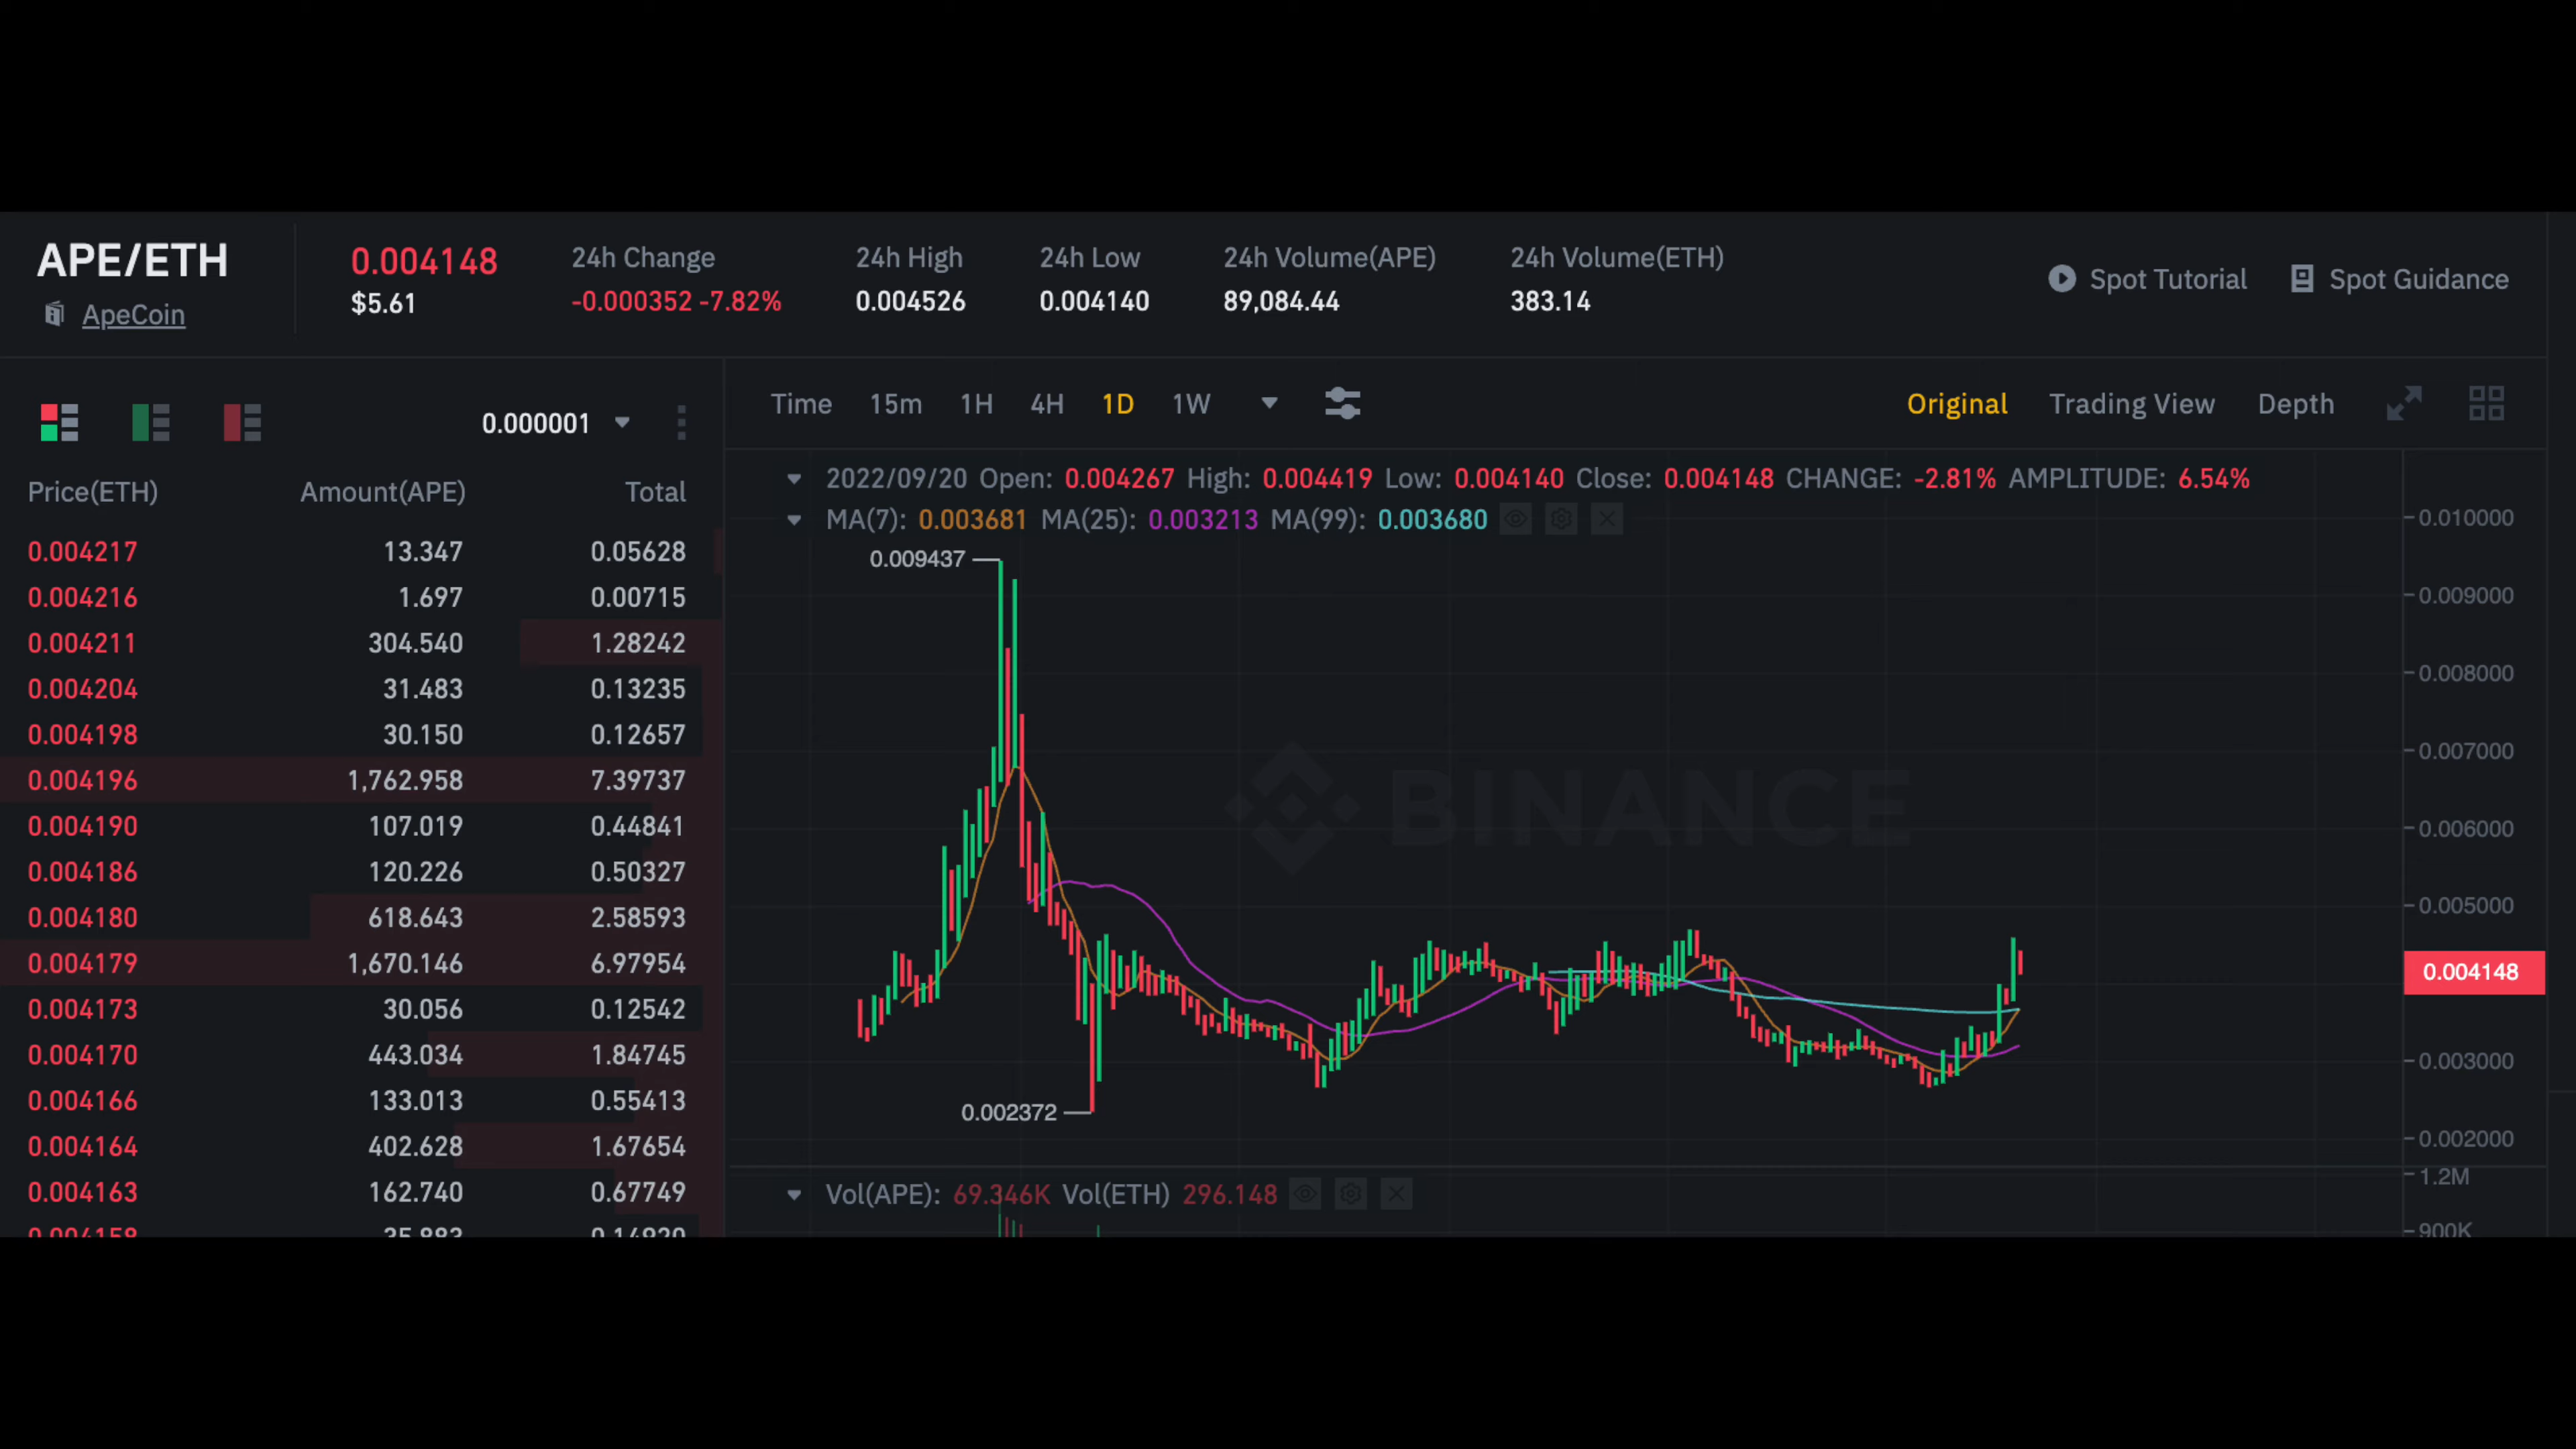 APE/ETH 0.004148 24h Change 24h High 24h Low 24h Volume(APE) 24h Volume(ETH) Spot Tutorial Spot Guidance
ApeCoin $5.61 -0.000352 -7.82% 0.004526 0.004140 89,084.44 383.14
0.000001
Price(ETH) Amount(APE) Total
0.004217 13.347 0.05628
0.004216 1.697 0.00715
0.004211 304.540 1.28242
0.004204 31.483 0.13235
0.004198 30.150 0.12657
0.004196 1,762.958 7.39737
0.004190 107.019 0.44841
0.004186 120.226 0.50327
0.004180 618.643 2.58593
0.004179 1,670.146 6.97954
0.004173 30.056 0.12542
0.004170 443.034 1.84745
0.004166 133.013 0.55413
0.004164 402.628 1.67654
0.004163 162.740 0.67749
0.004158 35.883 0.14920
Time 15m 1H 4H 1D 1W Original Trading View Depth
2022/09/20 Open: 0.004267 High: 0.004419 Low: 0.004140 Close: 0.004148 CHANGE: -2.81% AMPLITUDE: 6.54%
MA(7): 0.003681 MA(25): 0.003213 MA(99): 0.003680
0.009437
BINANCE
0.002372
0.010000
0.009000
0.008000
0.007000
0.006000
0.005000
0.004148
0.003000
0.002000
1.2M
Vol(APE): 69.346K Vol(ETH) 296.148
900K